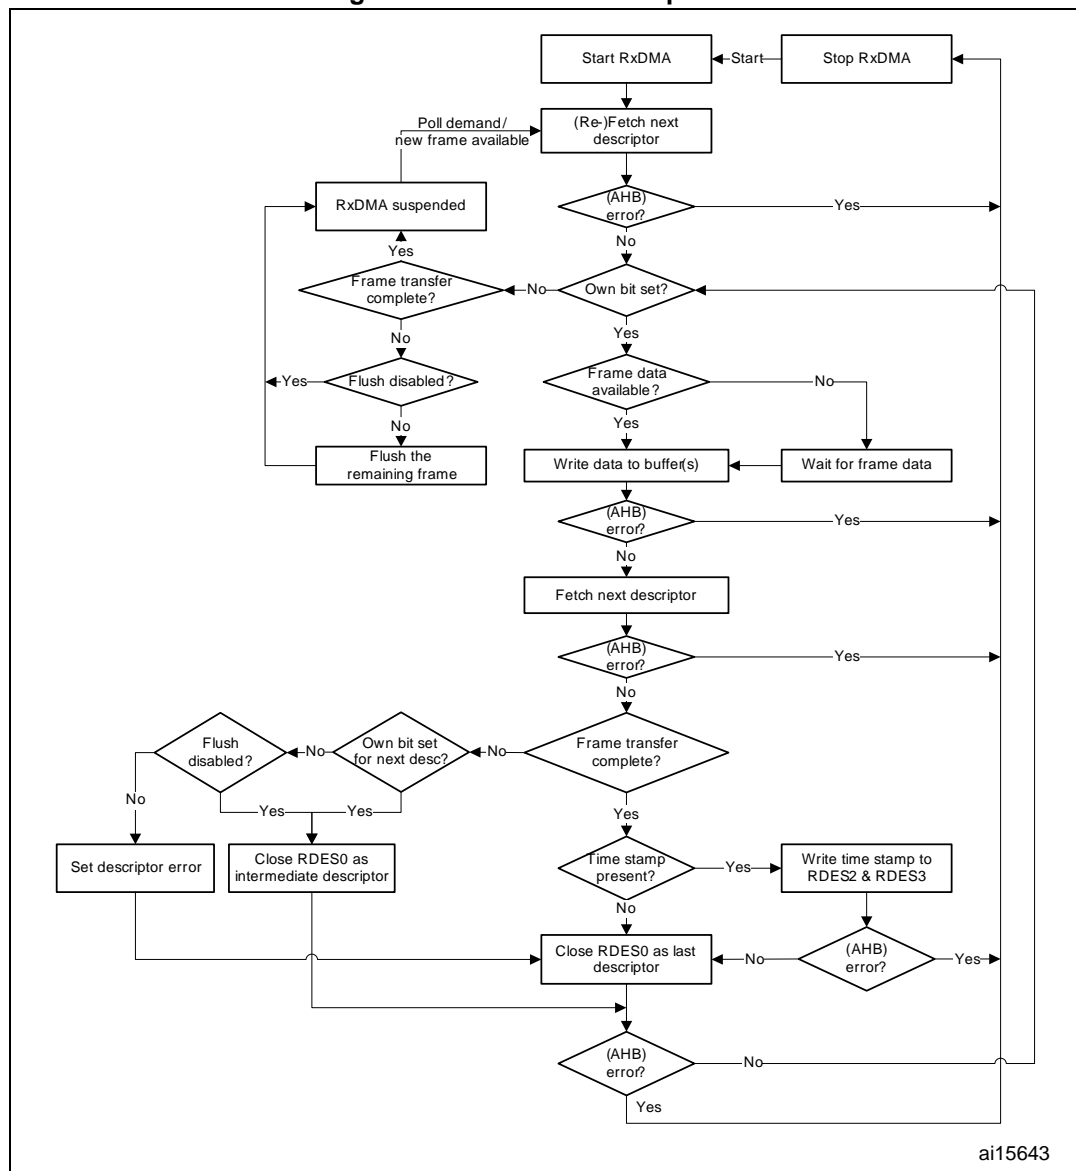 Start RxDMA
Start
Stop RxDMA
Poll demand/
new frame available
(Re-)Fetch next
descriptor
RxDMA suspended
(AHB)
error?
Yes
No
Yes
Frame transfer
complete?
No
Own bit set?
No
Yes
Yes
Flush disabled?
Frame data
available?
No
No
Yes
Flush the
remaining frame
Write data to buffer(s)
Wait for frame data
(AHB)
error?
Yes
No
Fetch next descriptor
(AHB)
error?
Yes
No
Flush
disabled?
No
Own bit set
for next desc?
No
Frame transfer
complete?
No
Yes
Yes
Yes
Set descriptor error
Close RDES0 as
intermediate descriptor
Time stamp
present?
Yes
Write time stamp to
RDES2 & RDES3
No
Close RDES0 as last
descriptor
No
(AHB)
error?
Yes
(AHB)
error?
No
Yes
ai15643